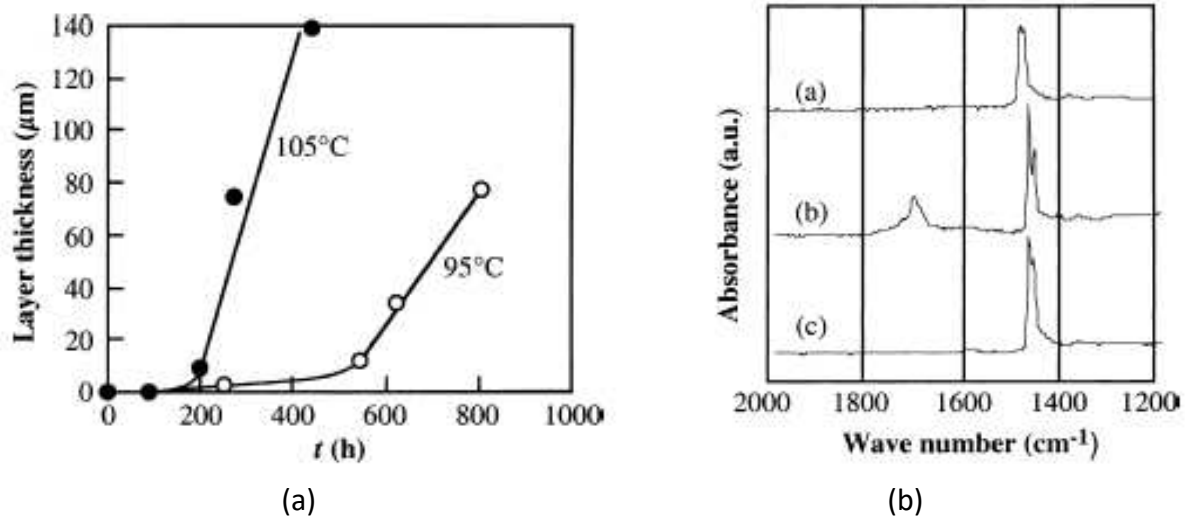 140
120
100
80
60
40
20
0
Layer thickness (μm)
105°C
95°C
0 200 400 600 800 1000
t (h)
(a)
Absorbance (a.u.)
(a)
(b)
(c)
2000 1800 1600 1400 1200
Wave number (cm-1)
(b)